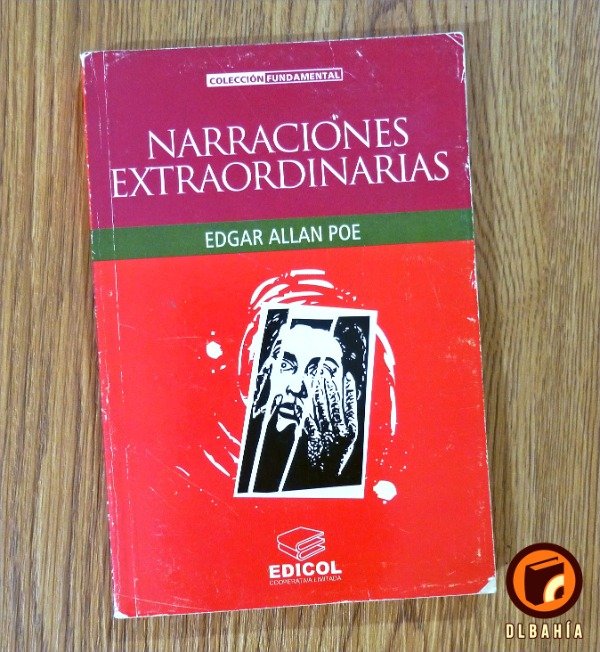 COLECCIÓN FUNDAMENTAL
NARRACIONES
EXTRAORDINARIAS
EDGAR ALLAN POE
EDICOL
COOPERATIVA LIMITADA
DLBAHÍA